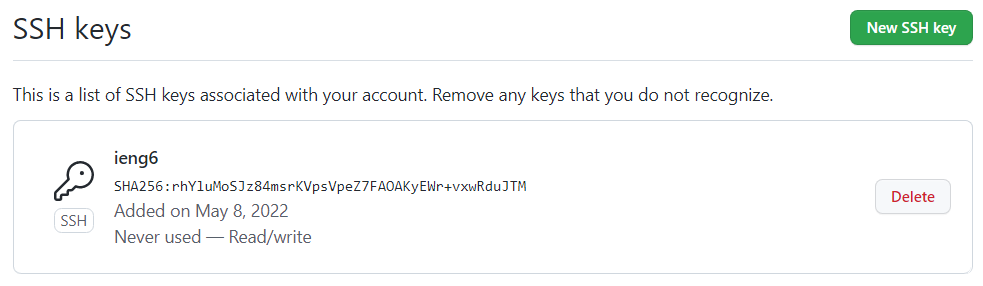 SSH keys
New SSH key
This is a list of SSH keys associated with your account. Remove any keys that you do not recognize.
ieng6
SHA256:rhYluMoSJz84msrKVpsVpeZ7FAOAKyEWr+vxwRduJTM
Added on May 8, 2022
Never used — Read/write
SSH
Delete